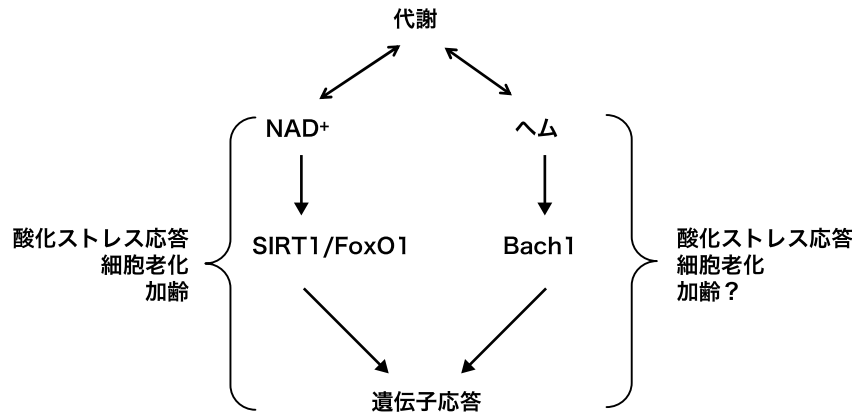 代謝
NAD⁺
ヘム
酸化ストレス応答
細胞老化
加齢
SIRT1/FoxO1
Bach1
酸化ストレス応答
細胞老化
加齢？
遺伝子応答